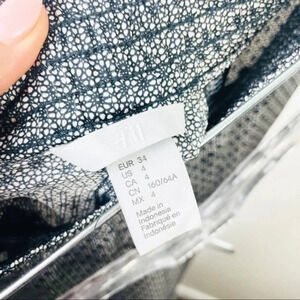 H&M
EUR 34
US 4
CA 4
CN 160/64A
MX 4
Made in
Indonesia
Fabriqué en
Indonésie